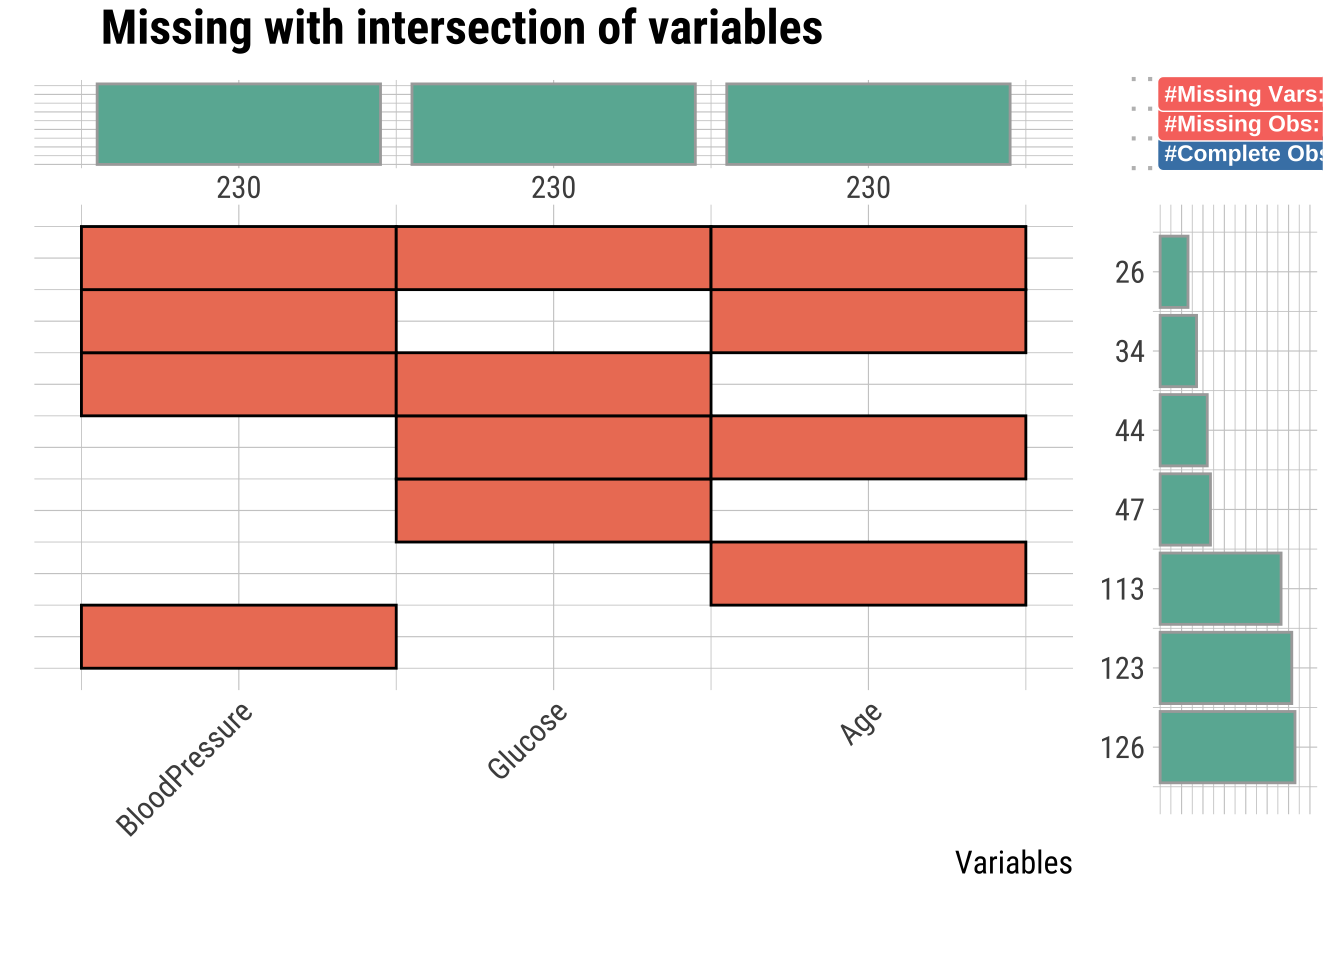 Missing with intersection of variables
#Missing Vars:
#Missing Obs:
#Complete Obs
230 230 230
26
34
44
47
113
123
126
BloodPressure Glucose Age
Variables